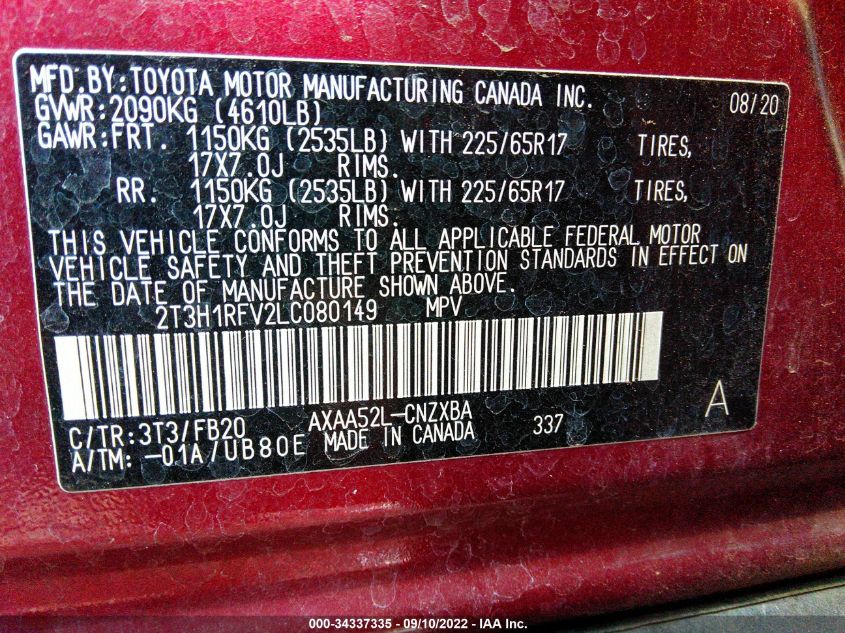 MFD.BY:TOYOTA MOTOR MANUFACTURING CANADA INC. 08/20
GVWR:2090KG (4610LB)
GAWR:FRT. 1150KG (2535LB) WITH 225/65R17 TIRES,
17X7.0J RIMS.
RR. 1150KG (2535LB) WITH 225/65R17 TIRES,
17X7.0J RIMS.
THIS VEHICLE CONFORMS TO ALL APPLICABLE FEDERAL MOTOR
VEHICLE SAFETY AND THEFT PREVENTION STANDARDS IN EFFECT ON
THE DATE OF MANUFACTURE SHOWN ABOVE.
2T3H1RFV2LC080149 MPV
C/TR:3T3/FB20 AXAA52L-CNZXBA A
A/TM:-01A/UB80E MADE IN CANADA 337
000-34337335 - 09/10/2022 - IAA Inc.